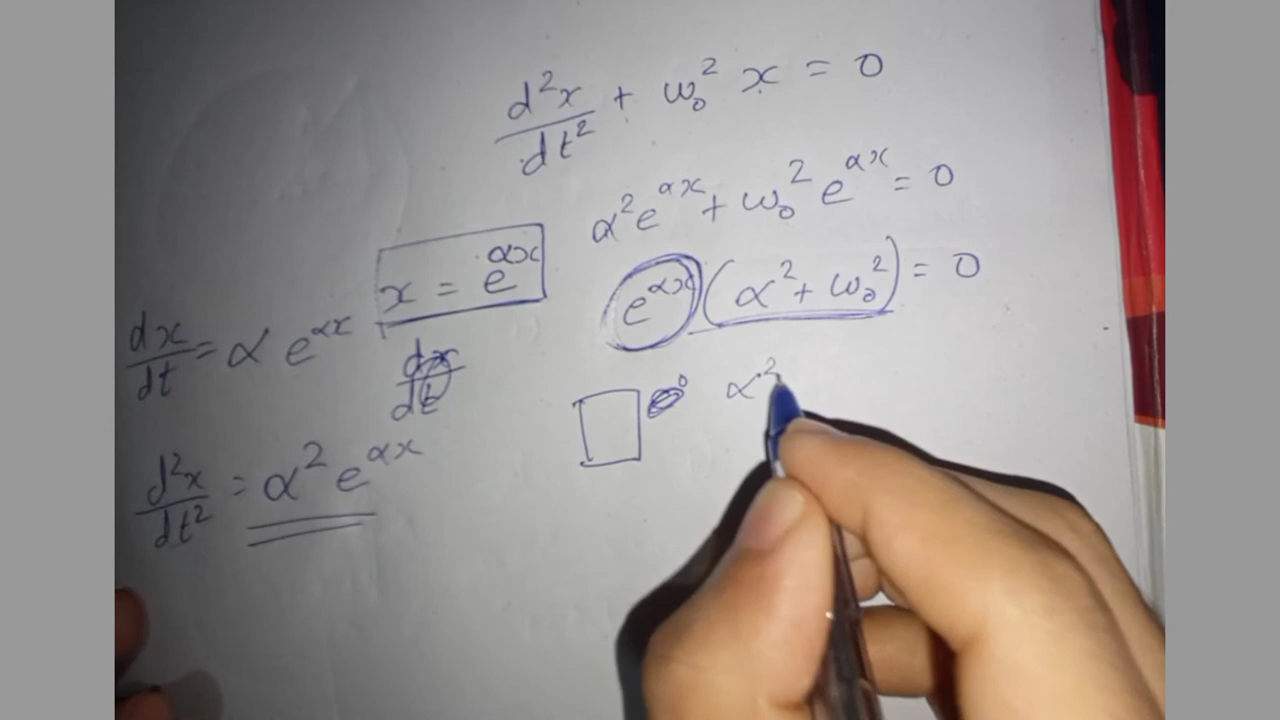 d²x/dt² + ω₀² x = 0
α²e^αx + ω₀² e^αx = 0
x = e^αx
e^αx (α² + ω₀²) = 0
dx/dt = α e^αx
dx/dt
α²
d²x/dt² = α² e^αx